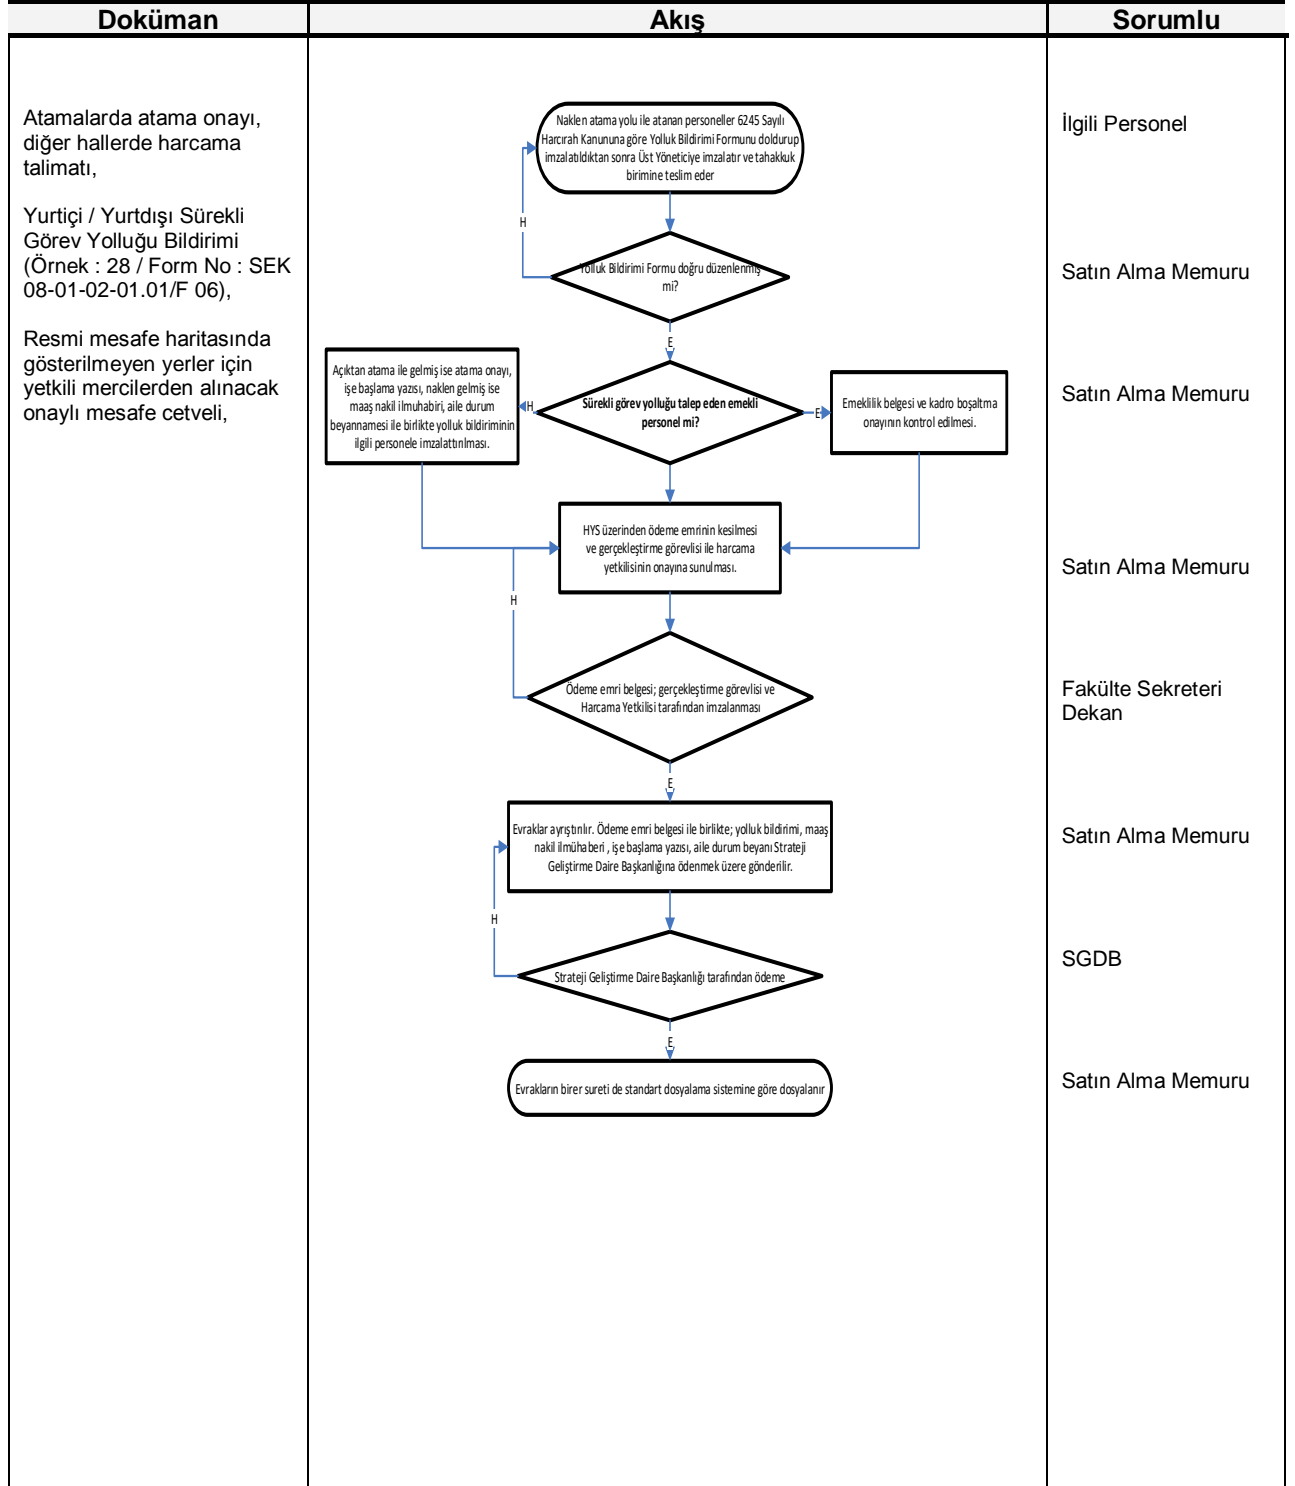 Doküman
Akış
Sorumlu
Atamalarda atama onayı,
diğer hallerde harcama
talimatı,
Yurtiçi / Yurtdışı Sürekli
Görev Yolluğu Bildirimi
(Örnek : 28 / Form No : SEK
08-01-02-01.01/F 06),
Resmi mesafe haritasında
gösterilmeyen yerler için
yetkili mercilerden alınacak
onaylı mesafe cetveli,
Naklen atama yolu ile atanan personeller 6245 Sayılı
Harcırah Kanununa göre Yolluk Bildirimi Formunu doldurup
imzalatıldıktan sonra Üst Yöneticiye imzalatır ve tahakkuk
birimine teslim eder
H
Yolluk Bildirimi Formu doğru düzenlenmiş
mi?
E
Açıktan atama ile gelmiş ise atama onayı,
işe başlama yazısı, naklen gelmiş ise
maaş nakil ilmuhabiri, aile durum
beyannamesi ile birlikte yolluk bildiriminin
ilgili personele imzalattırılması.
H
Sürekli görev yolluğu talep eden emekli
personel mi?
E
Emeklilik belgesi ve kadro boşaltma
onayının kontrol edilmesi.
HYS üzerinden ödeme emrinin kesilmesi
ve gerçekleştirme görevlisi ile harcama
yetkilisinin onayına sunulması.
H
Ödeme emri belgesi; gerçekleştirme görevlisi ve
Harcama Yetkilisi tarafından imzalanması
E
Evraklar ayrıştırılır. Ödeme emri belgesi ile birlikte; yolluk bildirimi, maaş
nakil ilmühaberi , işe başlama yazısı, aile durum beyanı Strateji
Geliştirme Daire Başkanlığına ödenmek üzere gönderilir.
H
Strateji Geliştirme Daire Başkanlığı tarafından ödeme
E
Evrakların birer sureti de standart dosyalama sistemine göre dosyalanır
İlgili Personel
Satın Alma Memuru
Satın Alma Memuru
Satın Alma Memuru
Fakülte Sekreteri
Dekan
Satın Alma Memuru
SGDB
Satın Alma Memuru